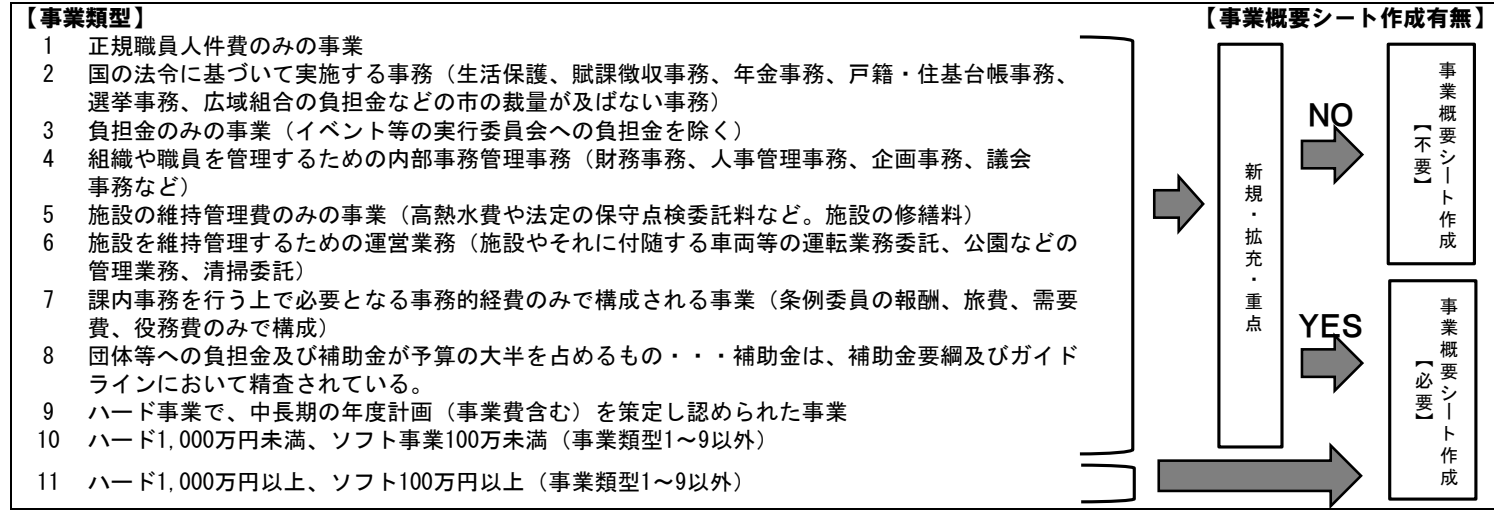 【事業類型】
【事業概要シート作成有無】
1 正規職員人件費のみの事業
2 国の法令に基づいて実施する事務（生活保護、賦課徴収事務、年金事務、戸籍・住基台帳事務、
選挙事務、広域組合の負担金などの市の裁量が及ばない事務）
3 負担金のみの事業（イベント等の実行委員会への負担金を除く）
4 組織や職員を管理するための内部事務管理事務（財務事務、人事管理事務、企画事務、議会
事務など）
5 施設の維持管理費のみの事業（高熱水費や法定の保守点検委託料など。施設の修繕料）
6 施設を維持管理するための運営業務（施設やそれに付随する車両等の運転業務委託、公園などの
管理業務、清掃委託）
7 課内事務を行う上で必要となる事務的経費のみで構成される事業（条例委員の報酬、旅費、需要
費、役務費のみで構成）
8 団体等への負担金及び補助金が予算の大半を占めるもの・・・補助金は、補助金要綱及びガイド
ラインにおいて精査されている。
9 ハード事業で、中長期の年度計画（事業費含む）を策定し認められた事業
10 ハード1,000万円未満、ソフト事業100万未満（事業類型1～9以外）
11 ハード1,000万円以上、ソフト100万円以上（事業類型1～9以外）
新規・拡充・重点
NO
事業概要シート作成
【不要】
YES
事業概要シート作成
【必要】